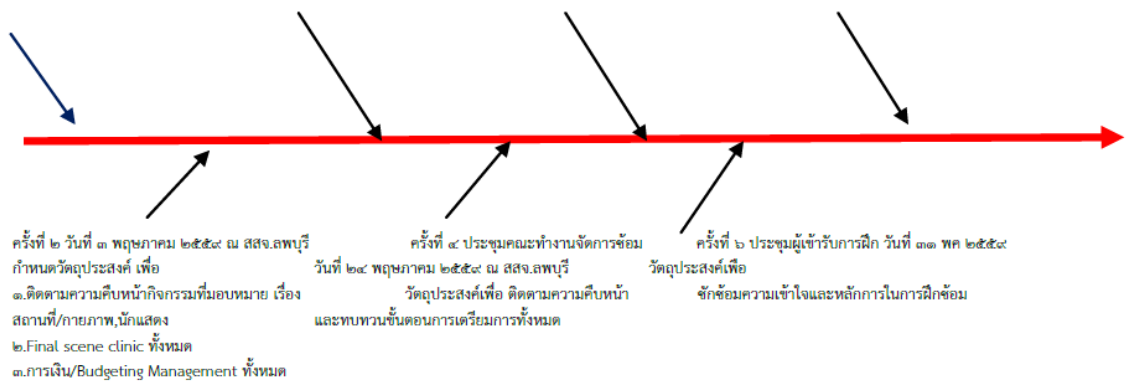 ครั้งที่ ๒ วันที่ ๓ พฤษภาคม ๒๕๕๙ ณ สสจ.ลพบุรี
กำหนดวัตถุประสงค์ เพื่อ
๑.ติดตามความคืบหน้ากิจกรรมที่มอบหมาย เรื่อง
สถานที่/กายภาพ,นักแสดง
๒.Final scene clinic ทั้งหมด
๓.การเงิน/Budgeting Management ทั้งหมด
ครั้งที่ ๔ ประชุมคณะทำงานจัดการซ้อม
วันที่ ๒๔ พฤษภาคม ๒๕๕๙ ณ สสจ.ลพบุรี
วัตถุประสงค์เพื่อ ติดตามความคืบหน้า
และทบทวนขั้นตอนการเตรียมการทั้งหมด
ครั้งที่ ๖ ประชุมผู้เข้ารับการฝึก วันที่ ๓๑ พค ๒๕๕๙
วัตถุประสงค์เพื่อ
ซักซ้อมความเข้าใจและหลักการในการฝึกซ้อม